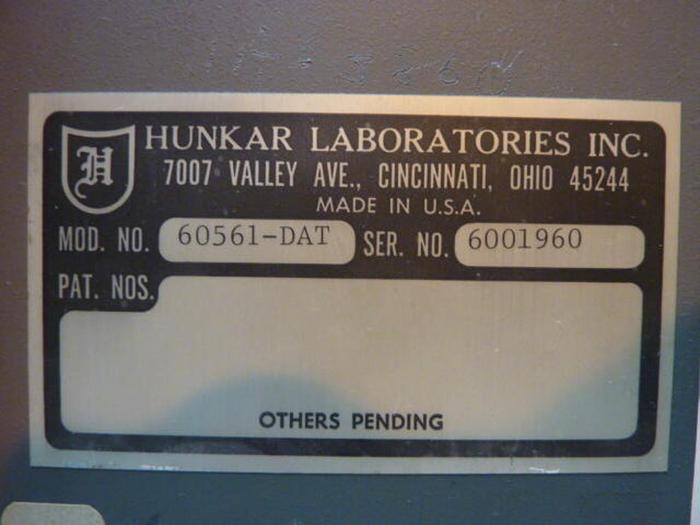 H
HUNKAR LABORATORIES INC.
7007 VALLEY AVE., CINCINNATI, OHIO 45244
MADE IN U.S.A.
MOD. NO. 60561-DAT SER. NO. 6001960
PAT. NOS.
OTHERS PENDING